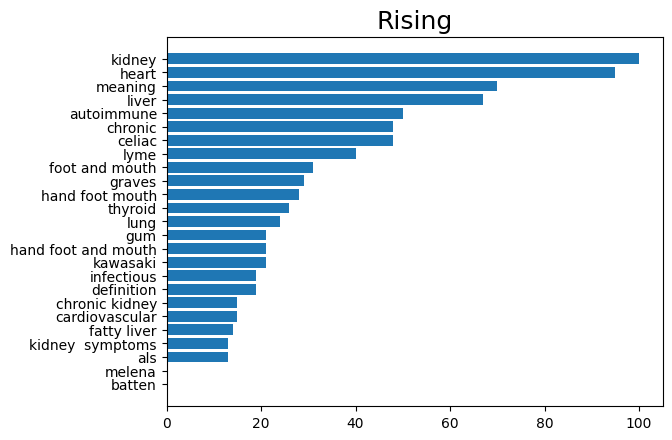 Rising
kidney
heart
meaning
liver
autoimmune
chronic
celiac
lyme
foot and mouth
graves
hand foot mouth
thyroid
lung
gum
hand foot and mouth
kawasaki
infectious
definition
chronic kidney
cardiovascular
fatty liver
kidney  symptoms
als
melena
batten
0 20 40 60 80 100